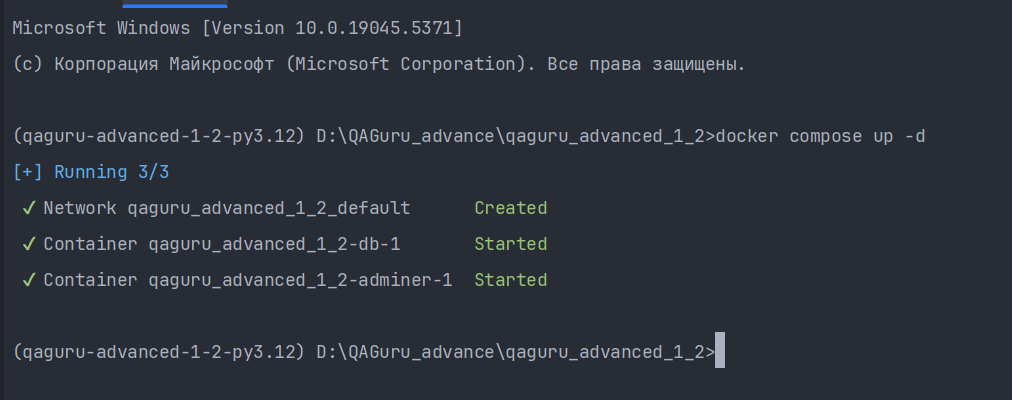 Microsoft Windows [Version 10.0.19045.5371]
(c) Корпорация Майкрософт (Microsoft Corporation). Все права защищены.
(qaguru-advanced-1-2-py3.12) D:\QAGuru_advance\qaguru_advanced_1_2>docker compose up -d
[+] Running 3/3
✓ Network qaguru_advanced_1_2_default Created
✓ Container qaguru_advanced_1_2-db-1 Started
✓ Container qaguru_advanced_1_2-adminer-1 Started
(qaguru-advanced-1-2-py3.12) D:\QAGuru_advance\qaguru_advanced_1_2>